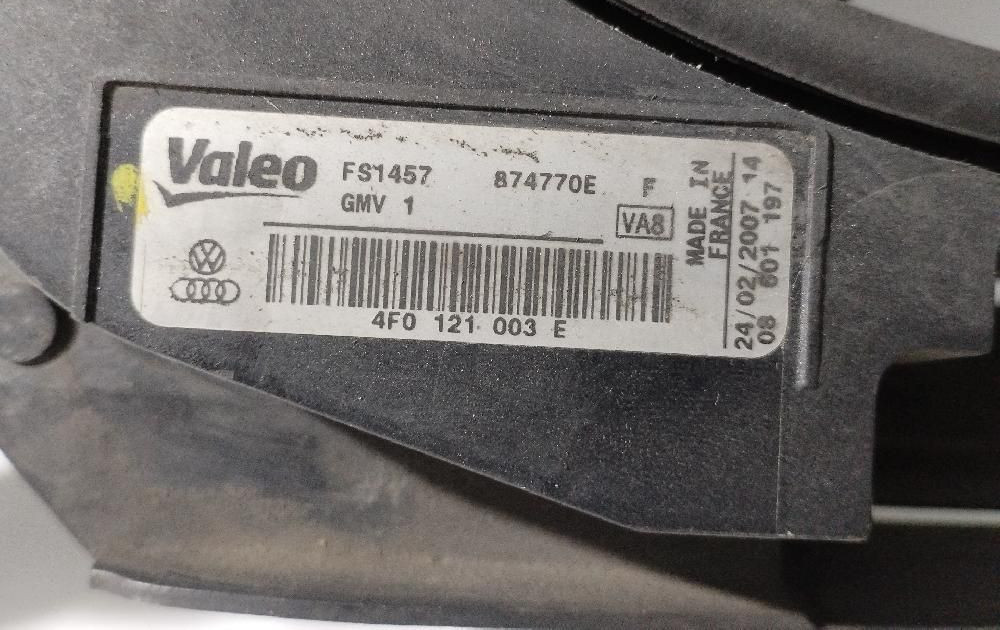 Valeo
FS1457 874770E F
GMV 1
VA8
4F0 121 003 E
MADE IN
FRANCE
24/02/2007 14
08 601 197